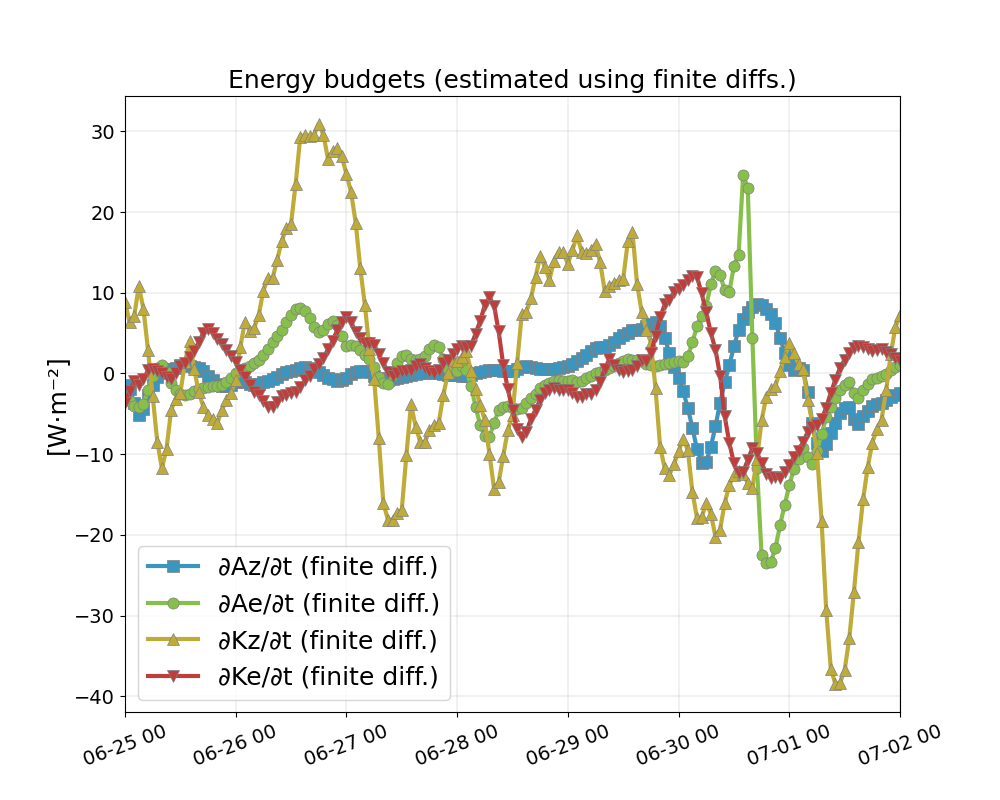 Energy budgets (estimated using finite diffs.)
[W·m⁻²]
30
20
10
0
−10
−20
−30
−40
∂Az/∂t (finite diff.)
∂Ae/∂t (finite diff.)
∂Kz/∂t (finite diff.)
∂Ke/∂t (finite diff.)
06-25 00
06-26 00
06-27 00
06-28 00
06-29 00
06-30 00
07-01 00
07-02 00